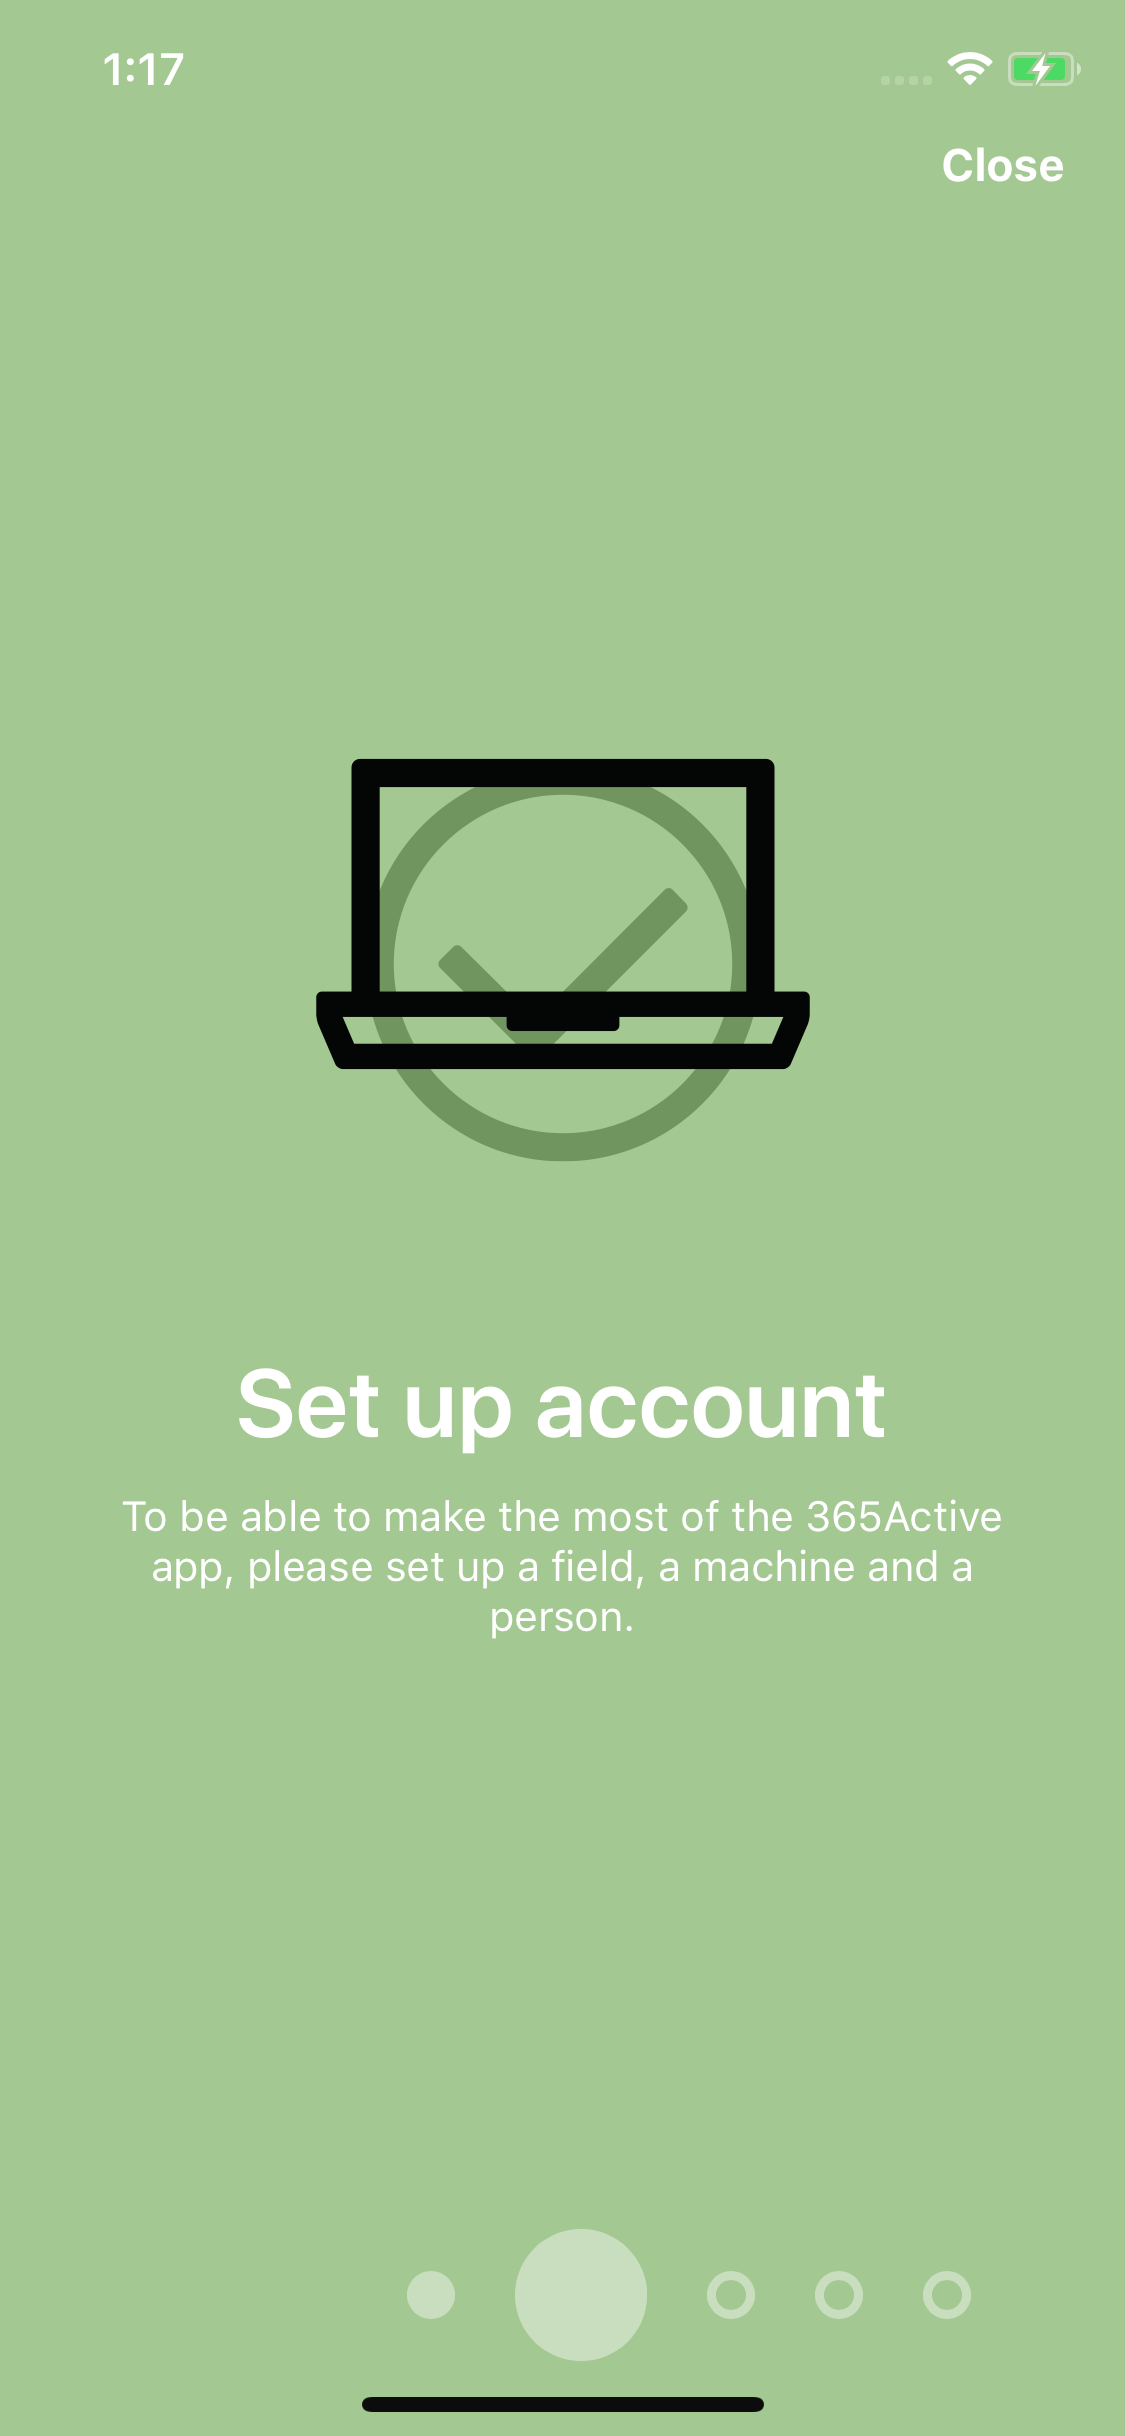 1:17
Close
Set up account
To be able to make the most of the 365Active
app, please set up a field, a machine and a
person.